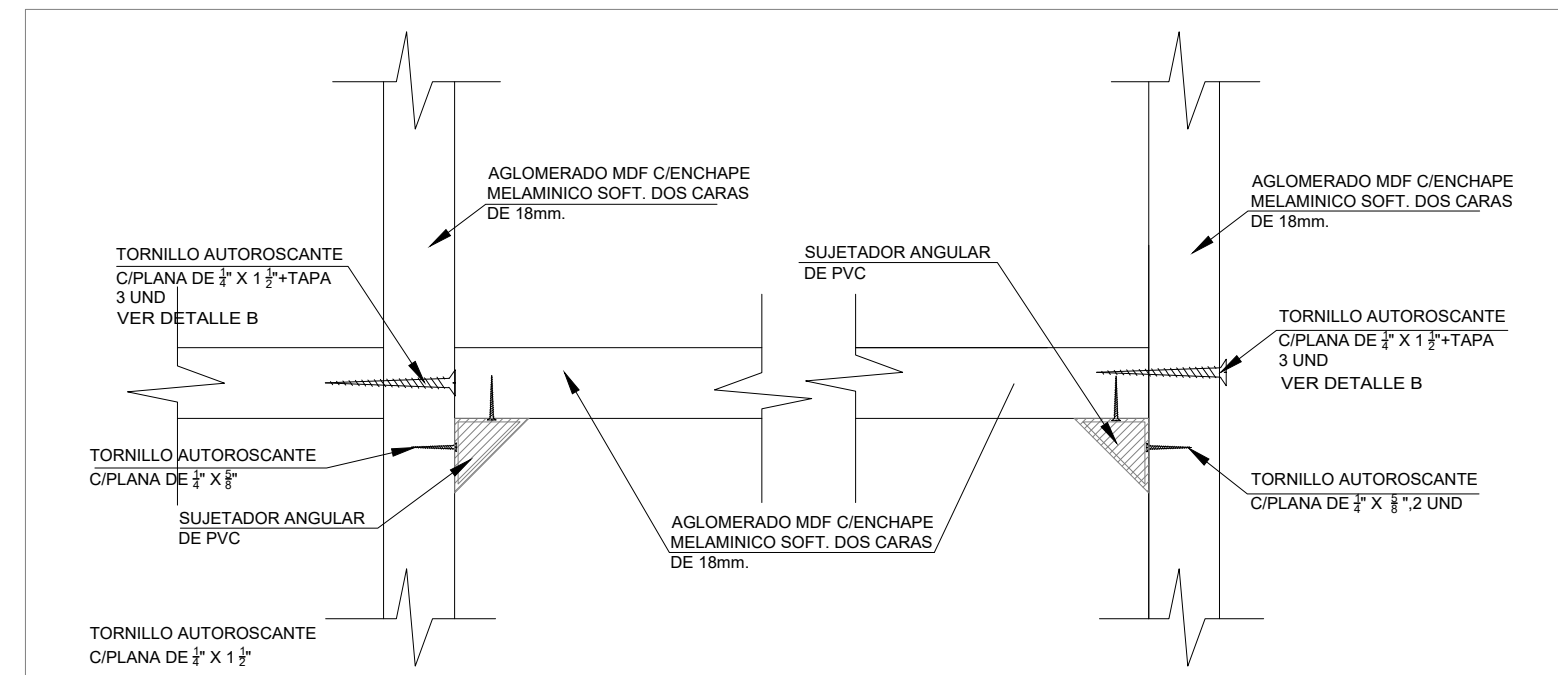 AGLOMERADO MDF C/ENCHAPE
MELAMINICO SOFT. DOS CARAS
DE 18mm.
AGLOMERADO MDF C/ENCHAPE
MELAMINICO SOFT. DOS CARAS
DE 18mm.
TORNILLO AUTOROSCANTE
C/PLANA DE 1/4" X 1 1/2"+TAPA
3 UND
VER DETALLE B
SUJETADOR ANGULAR
DE PVC
TORNILLO AUTOROSCANTE
C/PLANA DE 1/4" X 1 1/2"+TAPA
3 UND
VER DETALLE B
TORNILLO AUTOROSCANTE
C/PLANA DE 1/4" X 5/8"
TORNILLO AUTOROSCANTE
C/PLANA DE 1/4" X 5/8 ",2 UND
SUJETADOR ANGULAR
DE PVC
AGLOMERADO MDF C/ENCHAPE
MELAMINICO SOFT. DOS CARAS
DE 18mm.
TORNILLO AUTOROSCANTE
C/PLANA DE 1/4" X 1 1/2"